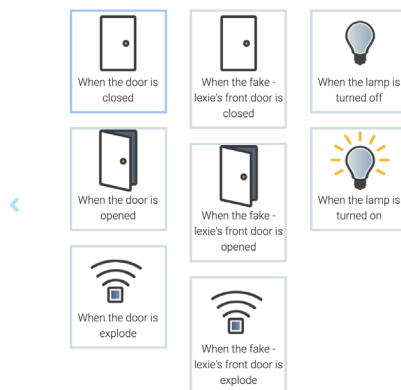 When the door is
closed
When the fake -
lexie's front door is
closed
When the lamp is
turned off
When the door is
opened
When the fake -
lexie's front door is
opened
When the lamp is
turned on
When the door is
explode
When the fake -
lexie's front door is
explode